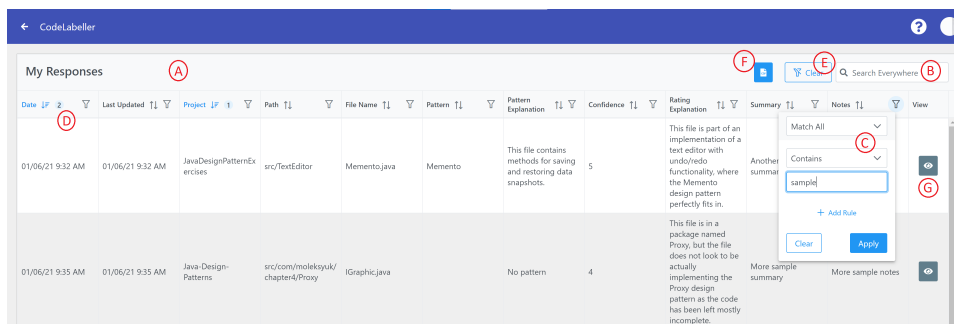 CodeLabeller
?
My Responses
A
F
E
Clear
Search Everywhere
B
Date 2 Last Updated Project 1 Path File Name Pattern Pattern Explanation Confidence Rating Explanation Summary Notes View
D
01/06/21 9:32 AM
01/06/21 9:32 AM
JavaDesignPatternEx
ercises
src/TextEditor
Memento.java
Memento
This file contains
methods for saving
and restoring data
snapshots.
5
This file is part of an
implementation of a
text editor with
undo/redo
functionality, where
the Memento
design pattern
perfectly fits in.
Another
Match All
C
Contains
sample
+ Add Rule
Clear
Apply
G
01/06/21 9:35 AM
01/06/21 9:35 AM
Java-Design-
Patterns
src/com/moleksyuk/
chapter4/Proxy
IGraphic.java
No pattern
4
This file is in a
package named
Proxy, but the file
does not look to be
actually
implementing the
Proxy design
pattern as the code
has been left mostly
incomplete.
More sample
summary
More sample notes